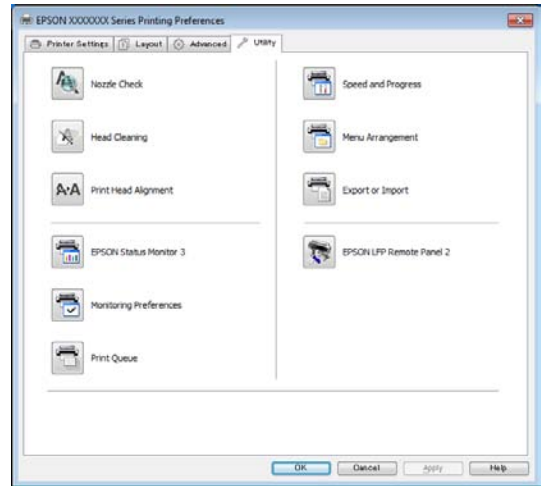 EPSON XXXXXXX Series Printing Preferences
Printer Settings Layout Advanced Utility
Nozzle Check
Head Cleaning
A A Print Head Alignment
EPSON Status Monitor 3
Monitoring Preferences
Print Queue
Speed and Progress
Menu Arrangement
Export or Import
EPSON LFP Remote Panel 2
OK Cancel Apply Help